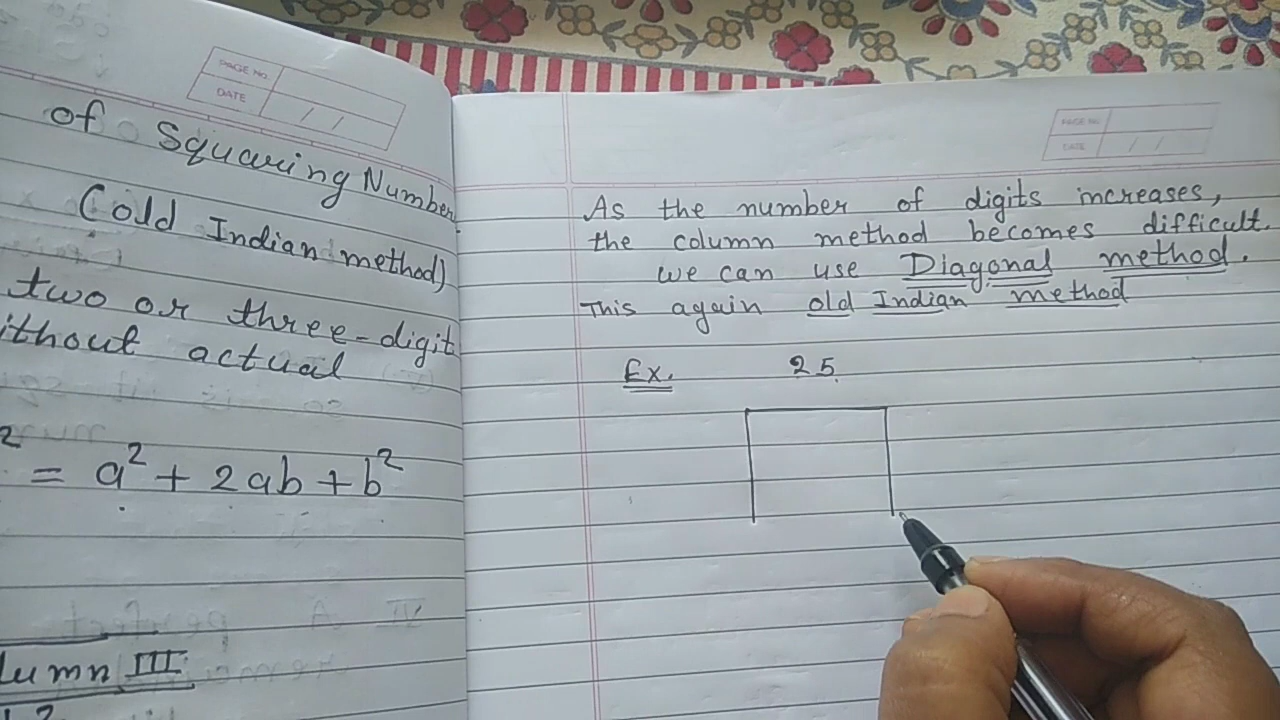 PAGE NO.
DATE / /
of Squaring Number
(old Indian method)
two or three-digit
ithout actual
2 = a² + 2ab + b²
lumn III
PAGE NO.
DATE / /
As the number of digits increases,
the column method becomes difficult.
we can use Diagonal method.
This again old Indian method
Ex. 25